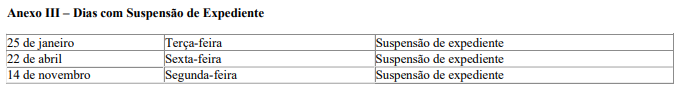 Anexo III – Dias com Suspensão de Expediente
25 de janeiro Terça-feira Suspensão de expediente
22 de abril Sexta-feira Suspensão de expediente
14 de novembro Segunda-feira Suspensão de expediente